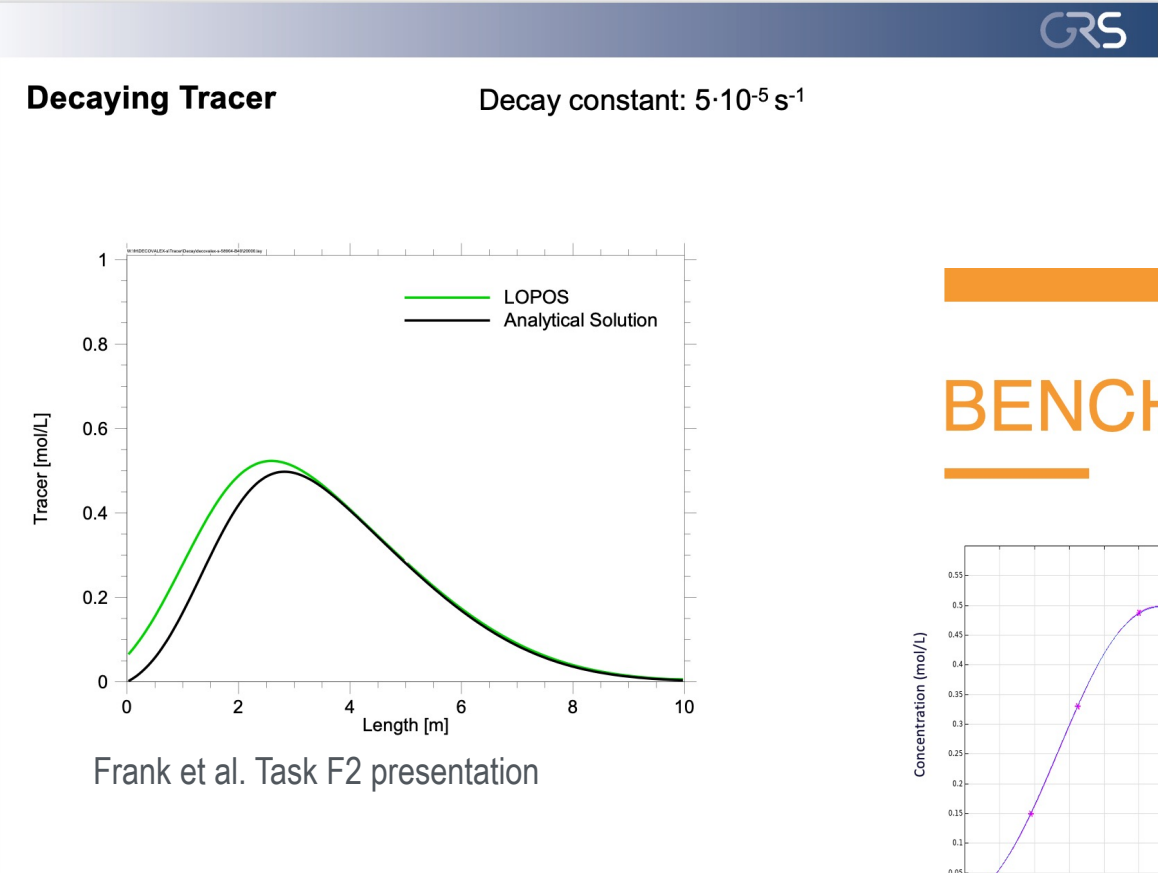 GRS
Decaying Tracer
Decay constant: 5·10⁻⁵ s⁻¹
LOPOS
Analytical Solution
1
0.8
0.6
0.4
0.2
0
Tracer [mol/L]
0 2 4 6 8 10
Length [m]
Frank et al. Task F2 presentation
BENCH
0.55
0.5
0.45
0.4
0.35
0.3
0.25
0.2
0.15
0.1
0.05
Concentration (mol/L)